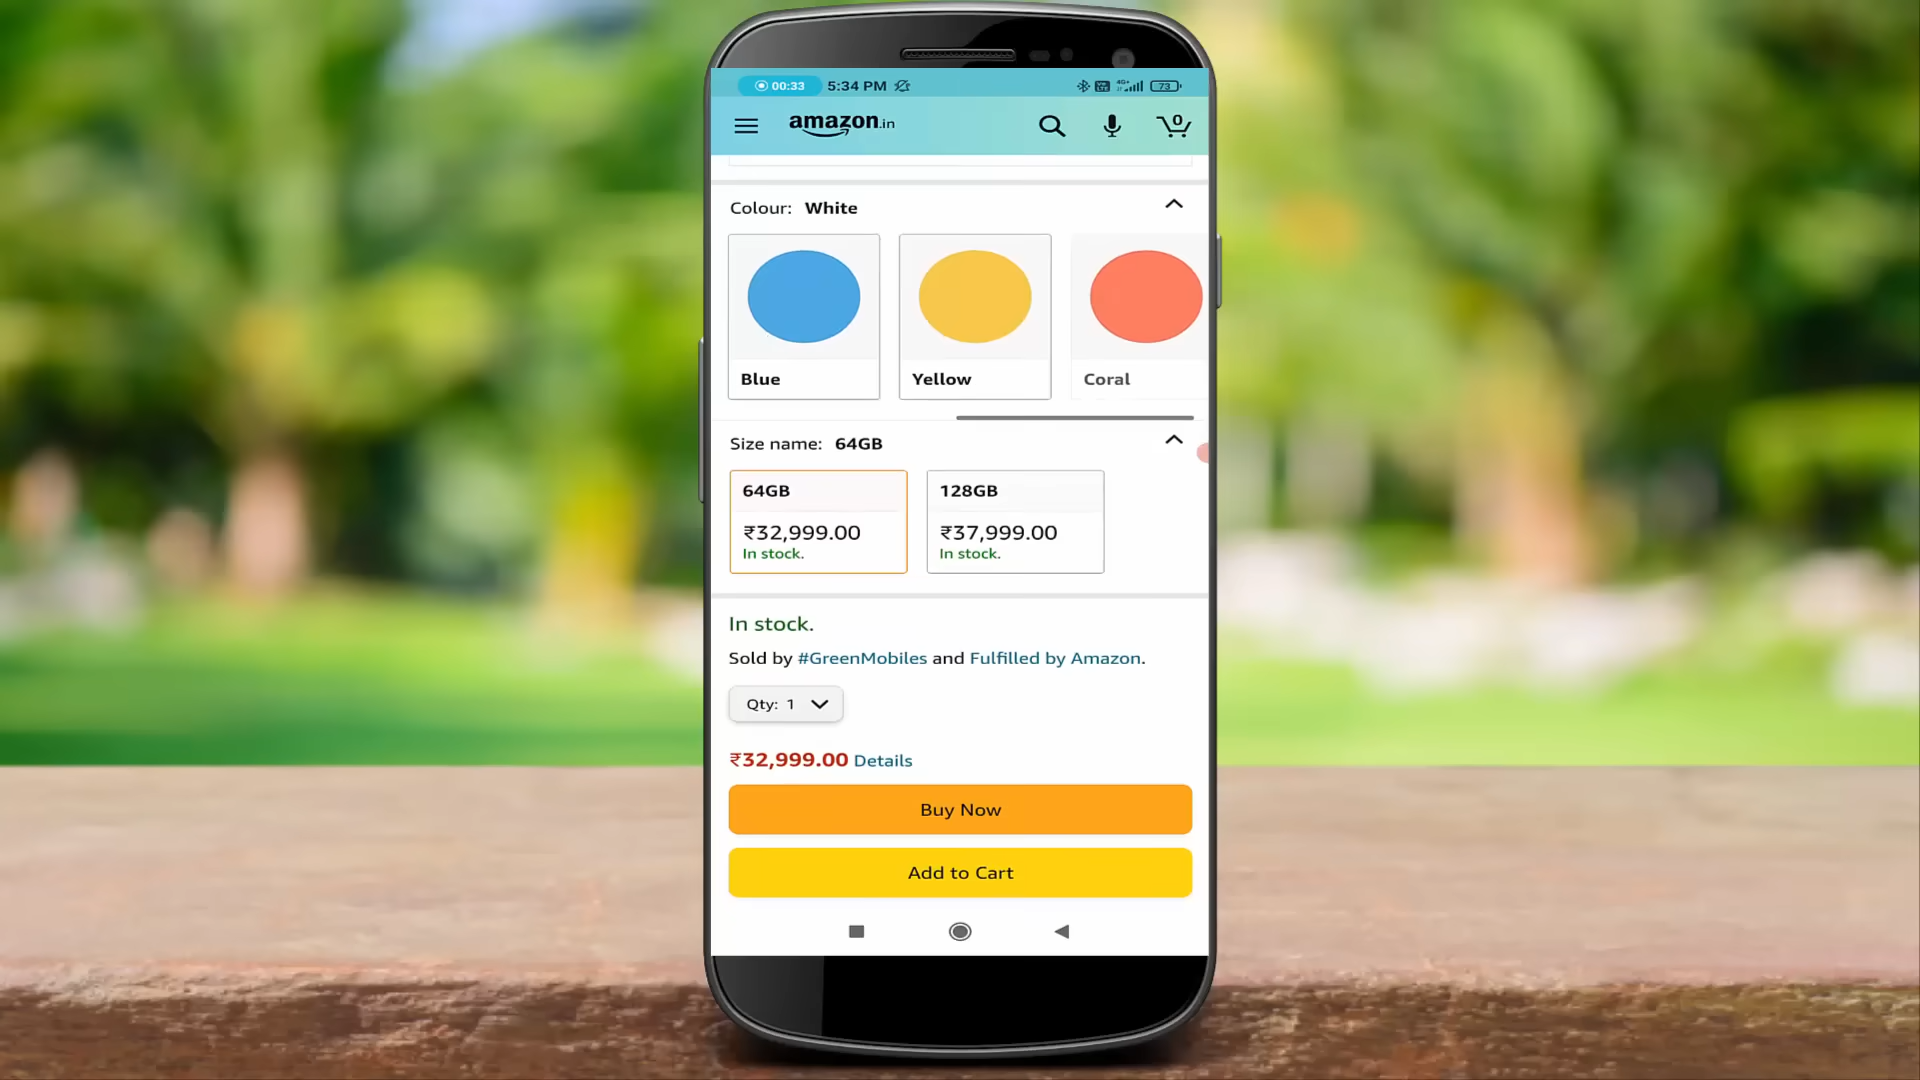 00:33 5:34 PM 4G+ 73
amazon.in 0
Colour: White
Blue Yellow Coral
Size name: 64GB
64GB 128GB
₹32,999.00 ₹37,999.00
In stock. In stock.
In stock.
Sold by #GreenMobiles and Fulfilled by Amazon.
Qty: 1
₹32,999.00 Details
Buy Now
Add to Cart